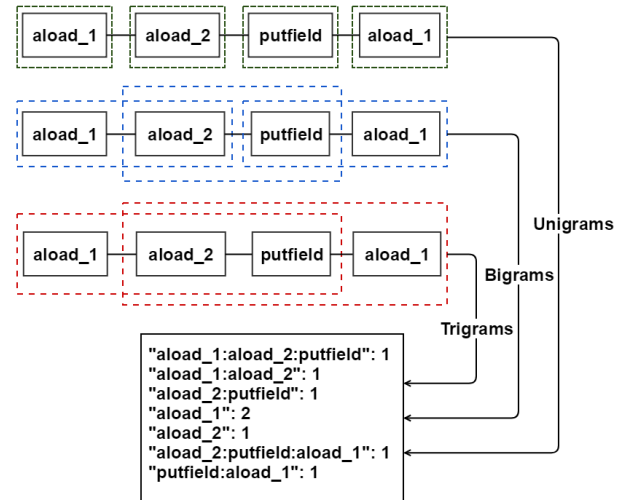 aload_1 aload_2 putfield aload_1
aload_1 aload_2 putfield aload_1
Unigrams
aload_1 aload_2 putfield aload_1
Bigrams
Trigrams
"aload_1:aload_2:putfield": 1
"aload_1:aload_2": 1
"aload_2:putfield": 1
"aload_1": 2
"aload_2": 1
"aload_2:putfield:aload_1": 1
"putfield:aload_1": 1